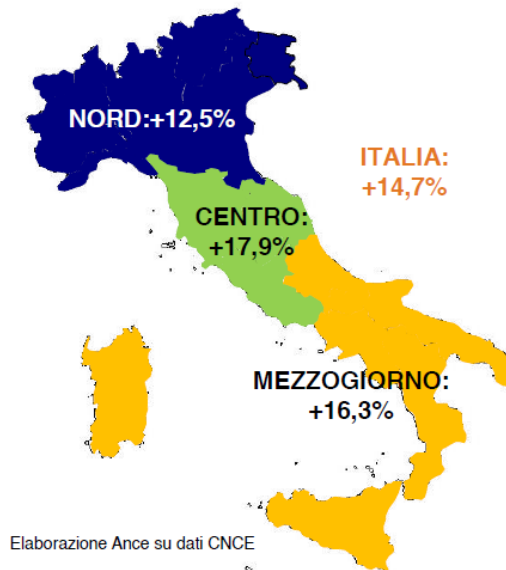 NORD:+12,5%
ITALIA:
+14,7%
CENTRO:
+17,9%
MEZZOGIORNO:
+16,3%
Elaborazione Ance su dati CNCE